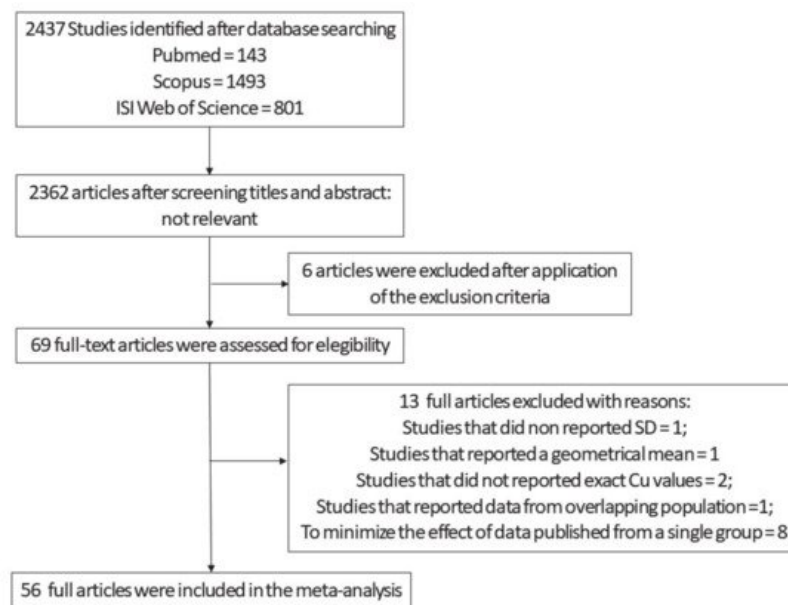 2437 Studies identified after database searching
Pubmed = 143
Scopus = 1493
ISI Web of Science = 801
2362 articles after screening titles and abstract:
not relevant
6 articles were excluded after application
of the exclusion criteria
69 full-text articles were assessed for elegibility
13 full articles excluded with reasons:
Studies that did non reported SD = 1;
Studies that reported a geometrical mean = 1
Studies that did not reported exact Cu values = 2;
Studies that reported data from overlapping population =1;
To minimize the effect of data published from a single group = 8
56 full articles were included in the meta-analysis